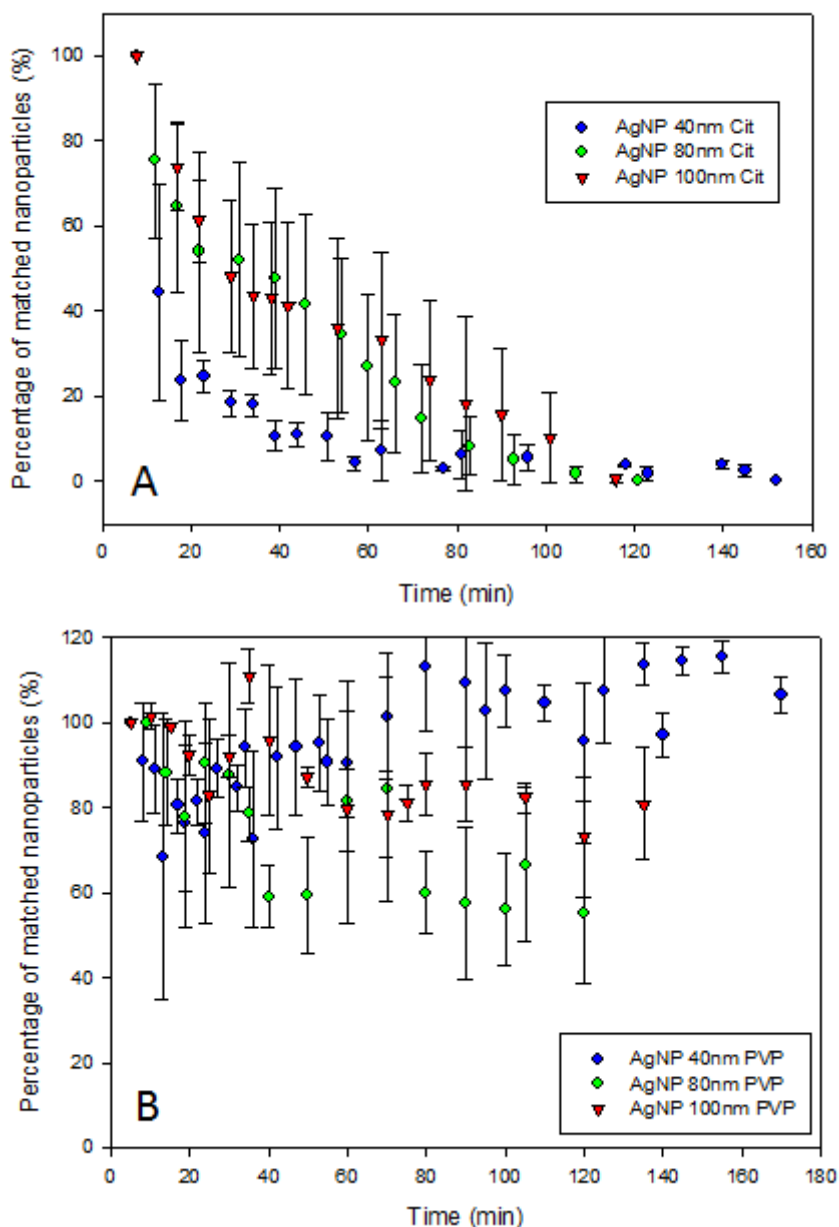 Percentage of matched nanoparticles (%)
100
80
60
40
20
0
AgNP 40nm Cit
AgNP 80nm Cit
AgNP 100nm Cit
A
0 20 40 60 80 100 120 140 160
Time (min)
Percentage of matched nanoparticles (%)
120
100
80
60
40
20
0
AgNP 40nm PVP
AgNP 80nm PVP
AgNP 100nm PVP
B
0 20 40 60 80 100 120 140 160 180
Time (min)